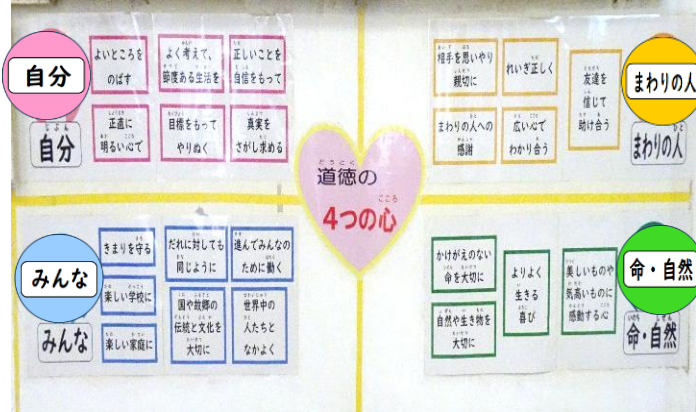 道徳の
4つの心
自分
自分
よいところを
のばす
よく考えて、
節度ある生活を
正しいことを
自信をもって
正直に
明るい心で
目標をもって
やりぬく
真実を
さがし求める
まわりの人
まわりの人
相手を思いやり
親切に
れいぎ正しく
友達を
信じて
助け合う
まわりの人への
感謝
広い心で
わかり合う
みんな
みんな
きまりを守る
だれに対しても
同じように
進んでみんなの
ために働く
楽しい学校に
楽しい家庭に
国や故郷の
伝統と文化を
大切に
世界中の
人たちと
なかよく
命・自然
命・自然
かけがえのない
命を大切に
よりよく
生きる
喜び
美しいものや
気高いものに
感動する心
自然や生き物を
大切に